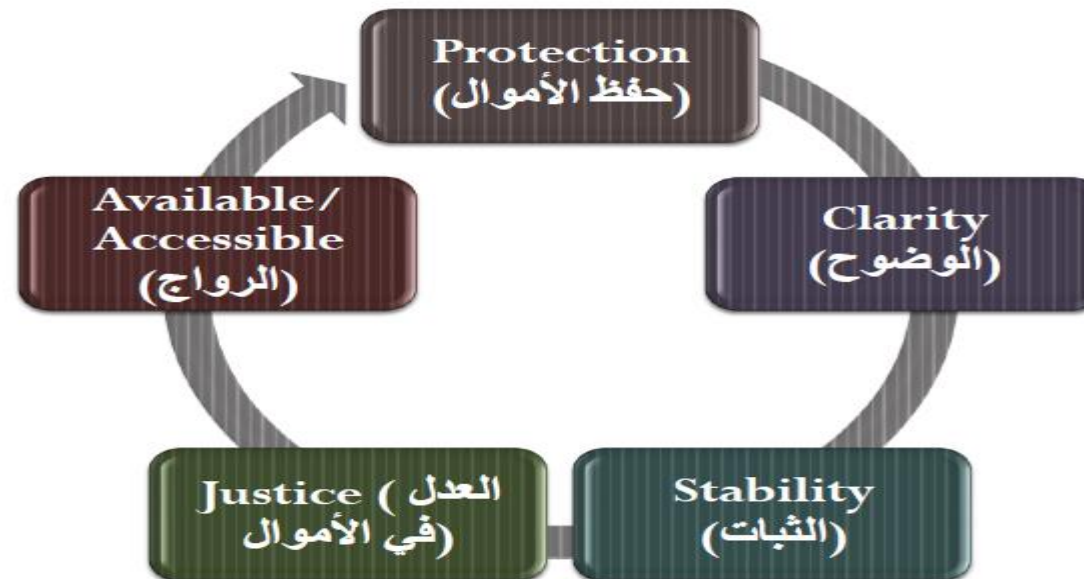 Protection
(حفظ الأموال)
Clarity
(الوضوح)
Stability
(الثبات)
Justice (العدل
في الأموال)
Available/
Accessible
(الرواج)